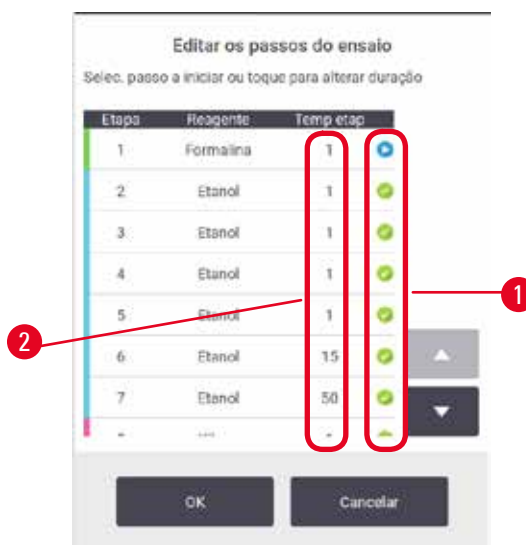 Editar os passos do ensaio
Selec. passo a iniciar ou toque para alterar duração
Etapa Reagente Temp etap
1 Formalina 1
2 Etanol 1
3 Etanol 1
4 Etanol 1
5 Etanol 1
6 Etanol 15
7 Etanol 50
1
2
OK Cancelar